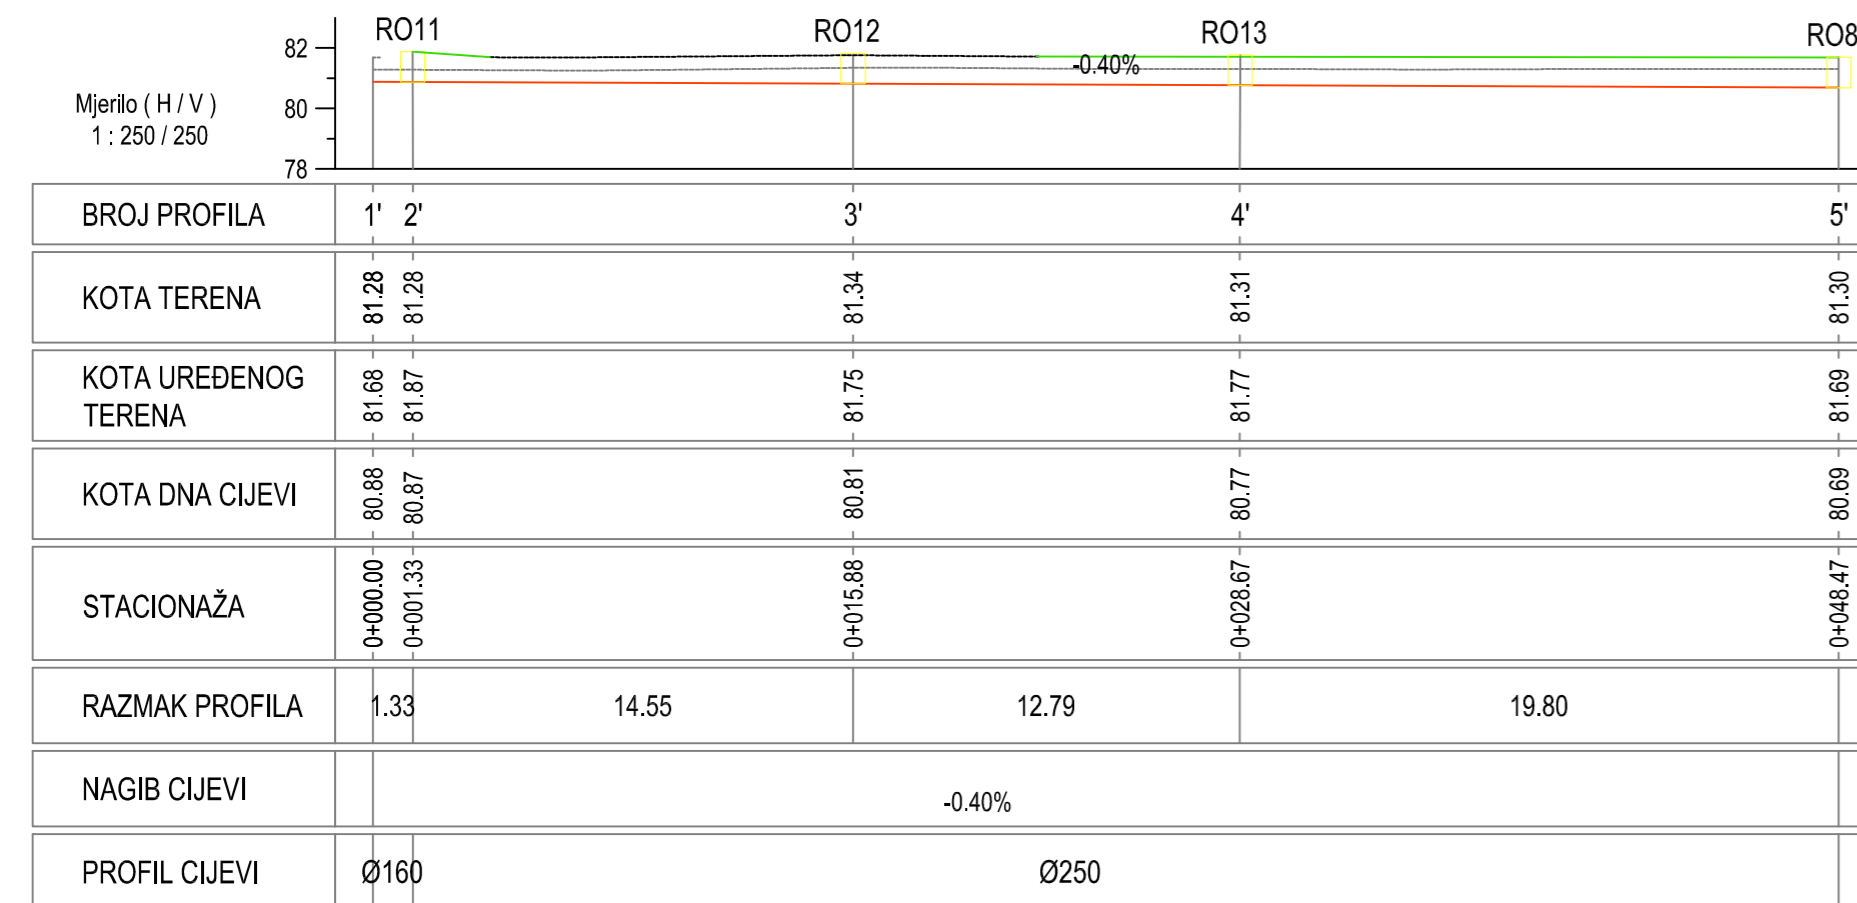 RO11 RO12 RO13 RO8
82
-0.40%
Mjerilo ( H / V )
80
1 : 250 / 250
78
BROJ PROFILA 1' 2' 3' 4' 5'
KOTA TERENA 81.28 81.28 81.34 81.31 81.30
KOTA UREĐENOG
TERENA 81.68 81.87 81.75 81.77 81.69
KOTA DNA CIJEVI 80.88 80.87 80.81 80.77 80.69
STACIONAŽA 0+000.00 0+001.33 0+015.88 0+028.67 0+048.47
RAZMAK PROFILA 1.33 14.55 12.79 19.80
NAGIB CIJEVI -0.40%
PROFIL CIJEVI Ø160 Ø250